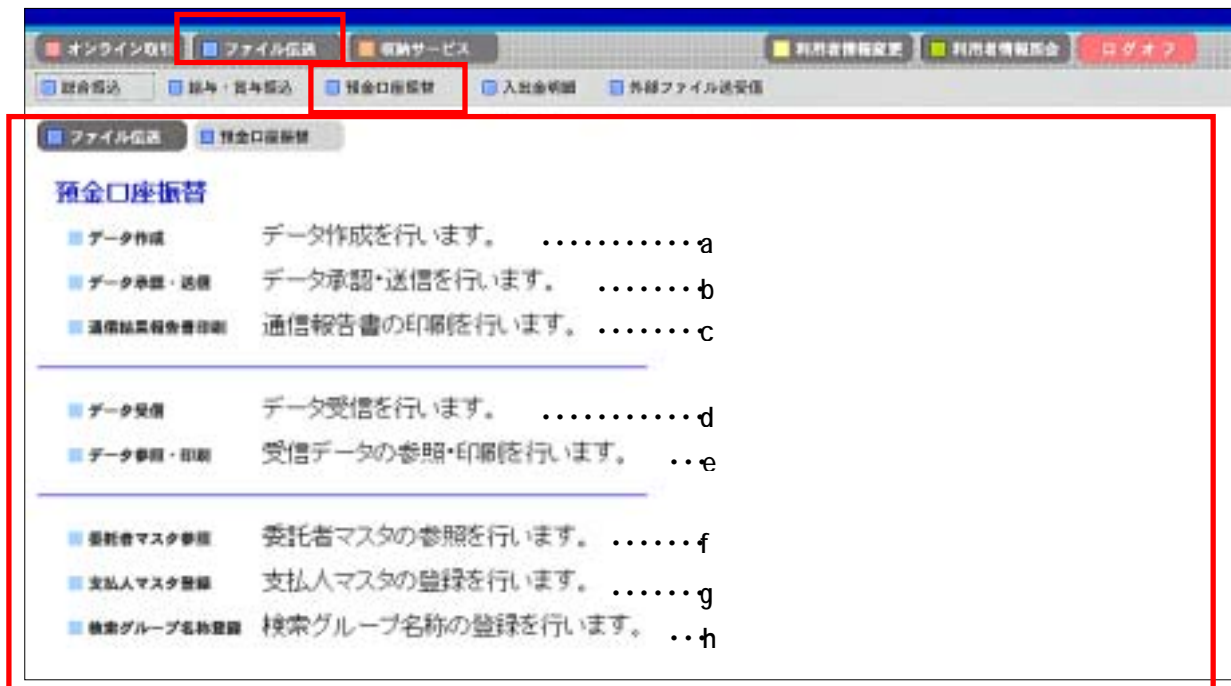 オンライン取引 ファイル伝送 収納サービス 利用者情報変更 利用者情報照会 ログオフ
総合振込 給与・賞与振込 預金口座振替 入出金明細 外部ファイル送受信
ファイル伝送 預金口座振替
預金口座振替
データ作成 データ作成を行います。 ････････････a
データ承認・送信 データ承認・送信を行います。 ････････b
通信結果報告書印刷 通信報告書の印刷を行います。 ････････c
データ受信 データ受信を行います。 ････････････d
データ参照・印刷 受信データの参照・印刷を行います。 ･･･e
委託者マスタ参照 委託者マスタの参照を行います。 ･･･････f
支払人マスタ登録 支払人マスタの登録を行います。 ･･･････g
検索グループ名称登録 検索グループ名称の登録を行います。 ･･･h